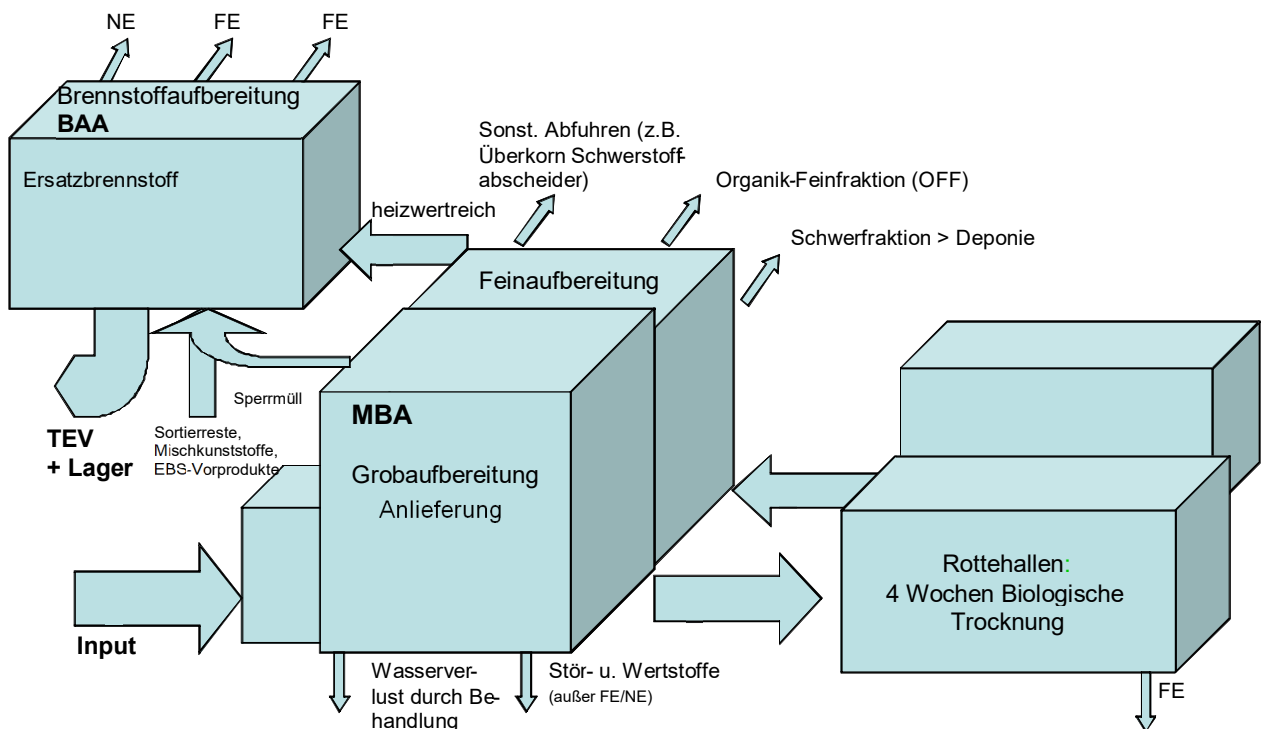 NE
FE
FE
Brennstoffaufbereitung
BAA
Ersatzbrennstoff
Sonst. Abfuhren (z.B.
Überkorn Schwerstoff-
abscheider)
Organik-Feinfraktion (OFF)
heizwertreich
Schwerfraktion > Deponie
Feinaufbereitung
Sperrmüll
TEV
+ Lager
Sortierreste,
Mischkunststoffe,
EBS-Vorprodukte
MBA
Grobaufbereitung
Anlieferung
Input
Rottehallen:
4 Wochen Biologische
Trocknung
Wasserver-
lust durch Be-
handlung
Stör- u. Wertstoffe
(außer FE/NE)
FE